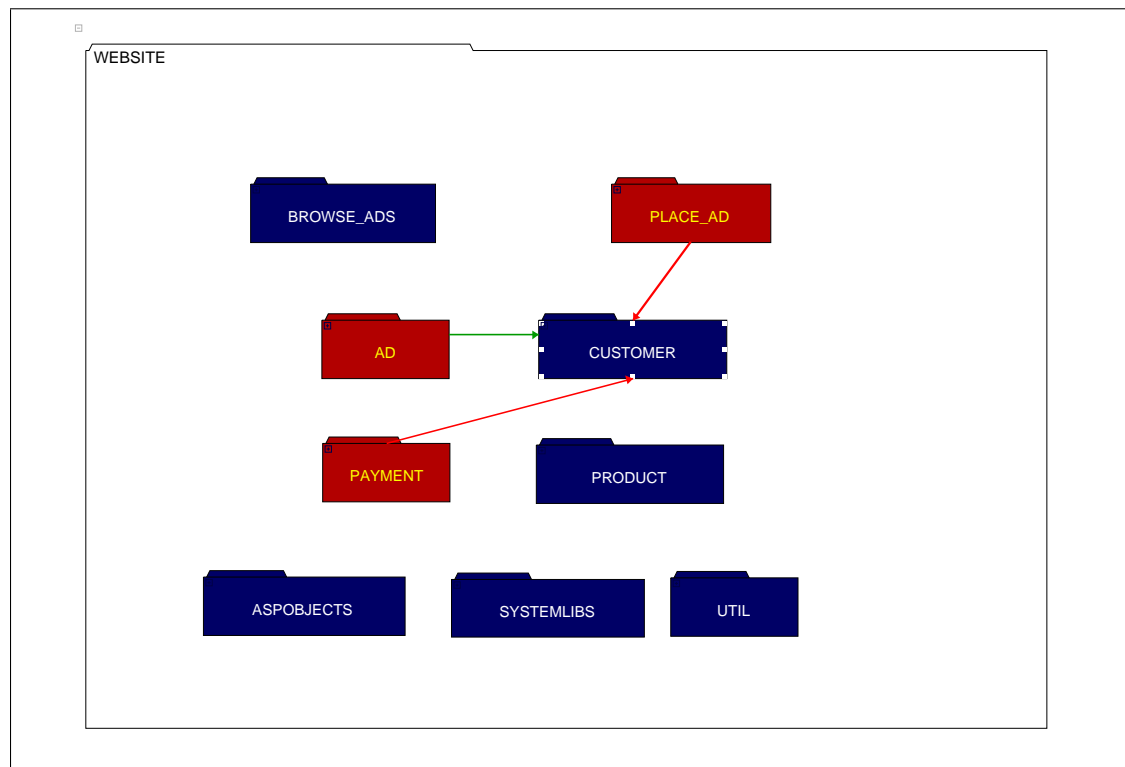 WEBSITE
BROWSE_ADS
PLACE_AD
AD
CUSTOMER
PAYMENT
PRODUCT
ASPOBJECTS
SYSTEMLIBS
UTIL